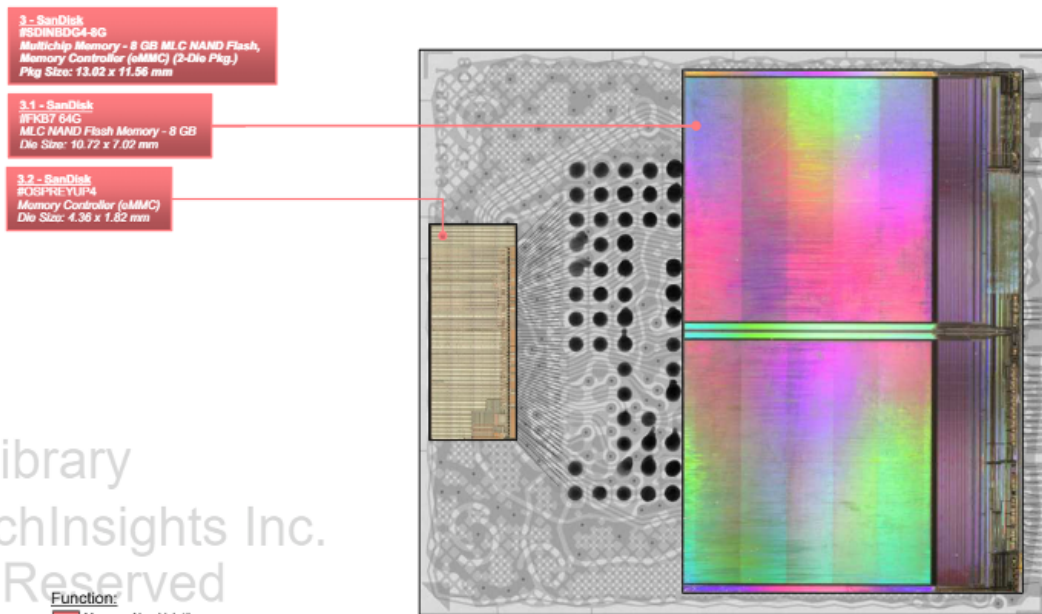 3 - SanDisk
#SDINBDG4-8G
Multichip Memory - 8 GB MLC NAND Flash,
Memory Controller (eMMC) (2-Die Pkg.)
Pkg Size: 13.02 x 11.56 mm
3.1 - SanDisk
#FKB7 64G
MLC NAND Flash Memory - 8 GB
Die Size: 10.72 x 7.02 mm
3.2 - SanDisk
#OSPREYUP4
Memory Controller (eMMC)
Die Size: 4.36 x 1.82 mm
ibrary
chInsights Inc.
Reserved
Function: